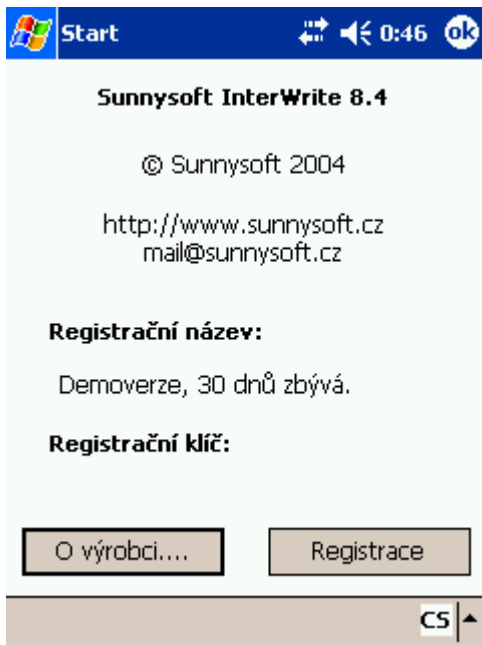 Start 0:46 ok
Sunnysoft InterWrite 8.4
© Sunnysoft 2004
http://www.sunnysoft.cz
mail@sunnysoft.cz
Registrační název:
Demoverze, 30 dnů zbývá.
Registrační klíč:
O výrobci.... Registrace
CS